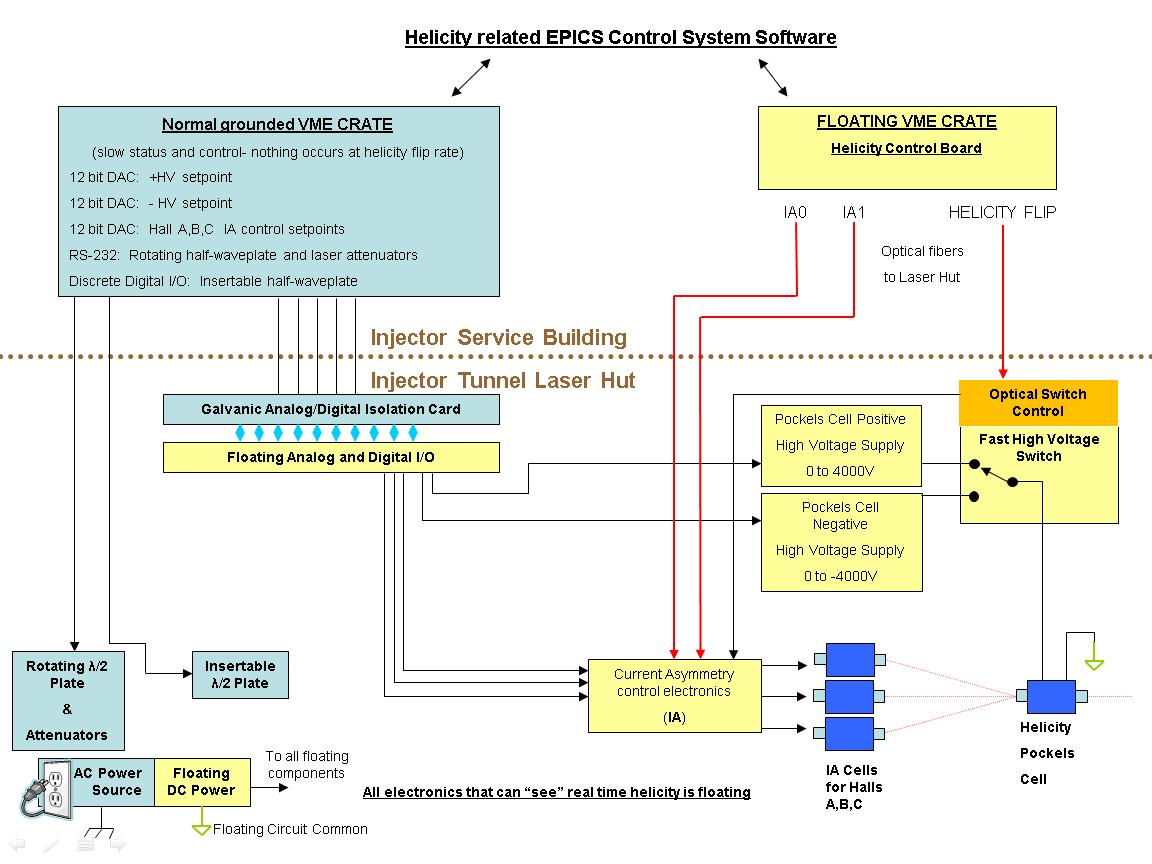 Helicity related EPICS Control System Software
Normal grounded VME CRATE
(slow status and control- nothing occurs at helicity flip rate)
12 bit DAC: +HV setpoint
12 bit DAC: - HV setpoint
12 bit DAC: Hall A,B,C IA control setpoints
RS-232: Rotating half-waveplate and laser attenuators
Discrete Digital I/O: Insertable half-waveplate
FLOATING VME CRATE
Helicity Control Board
IA0 IA1 HELICITY FLIP
Optical fibers
to Laser Hut
Injector Service Building
Injector Tunnel Laser Hut
Galvanic Analog/Digital Isolation Card
Floating Analog and Digital I/O
Pockels Cell Positive
High Voltage Supply
0 to 4000V
Pockels Cell
Negative
High Voltage Supply
0 to -4000V
Optical Switch
Control
Fast High Voltage
Switch
Rotating λ/2
Plate
&
Attenuators
Insertable
λ/2 Plate
Current Asymmetry
control electronics
(IA)
IA Cells
for Halls
A,B,C
Helicity
Pockels
Cell
AC Power
Source
Floating
DC Power
To all floating
components
Floating Circuit Common
All electronics that can “see” real time helicity is floating